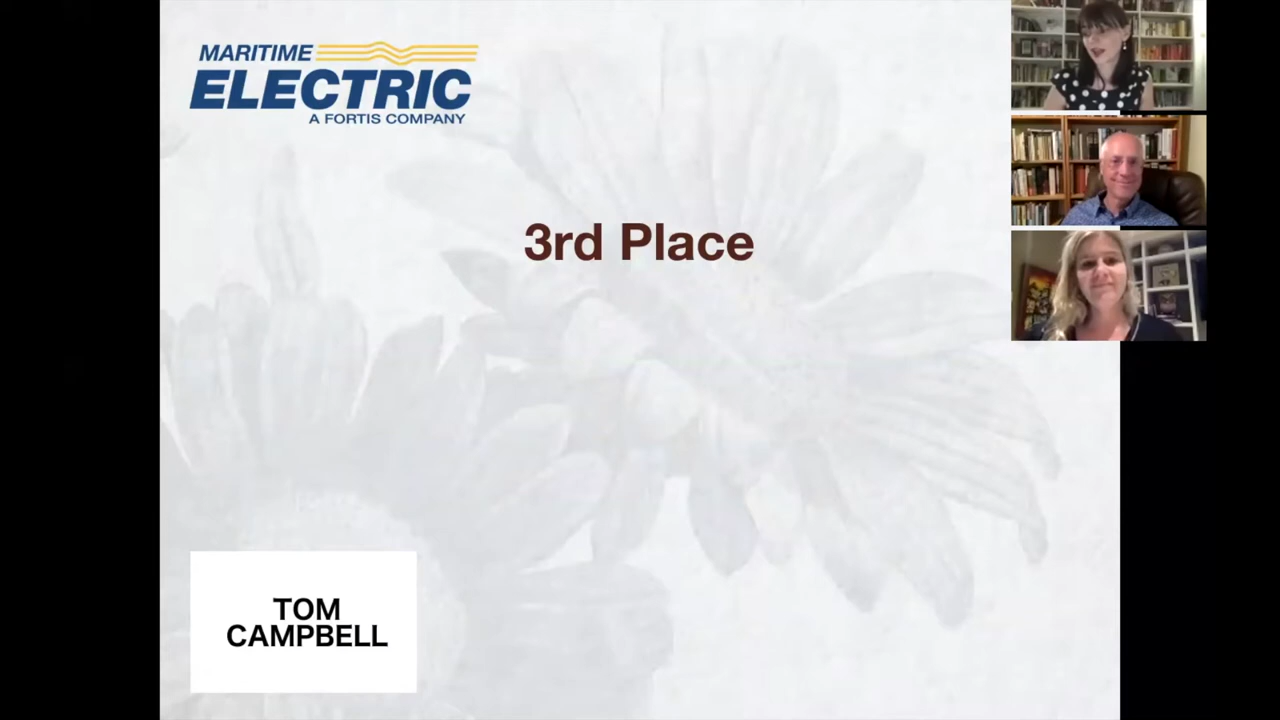 MARITIME
ELECTRIC
A FORTIS COMPANY
3rd Place
TOM
CAMPBELL